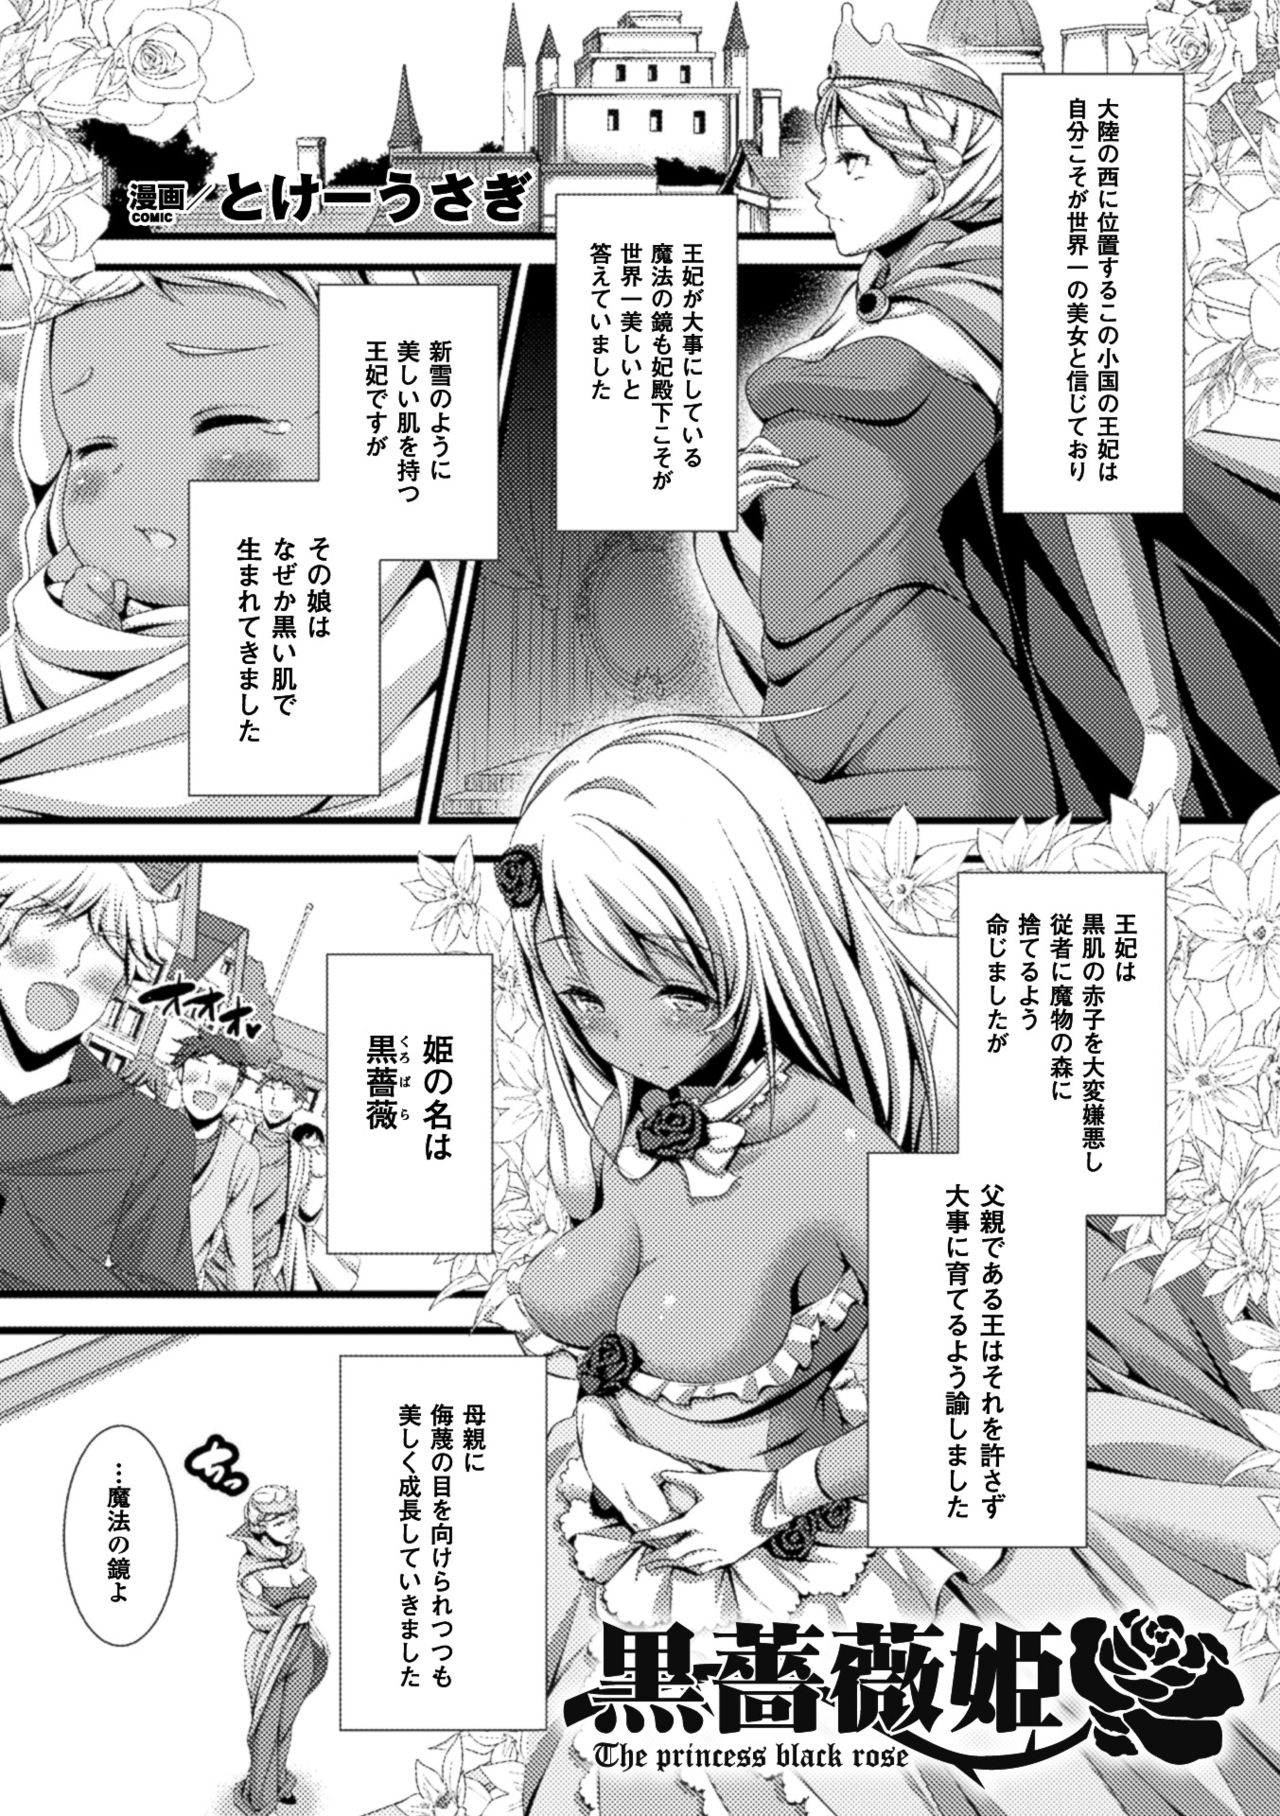 大陸の西に位置するこの小国の王妃は
自分こそが世界一の美女と信じており
漫画／とけーうさぎ
COMIC
王妃が大事にしている
魔法の鏡も妃殿下こそが
世界一美しいと
答えていました
新雪のように
美しい肌を持つ
王妃ですが
その娘は
なぜか黒い肌で
生まれてきました
王妃は
黒肌の赤子を大変嫌悪し
従者に魔物の森に
捨てるよう
命じましたが
父親である王はそれを許さず
大事に育てるよう諭しました
姫の名は
黒薔薇
くろばら
オオオ♥
母親に
侮蔑の目を向けられつつも
美しく成長していきました
…魔法の鏡よ
黒薔薇姫
The princess black rose